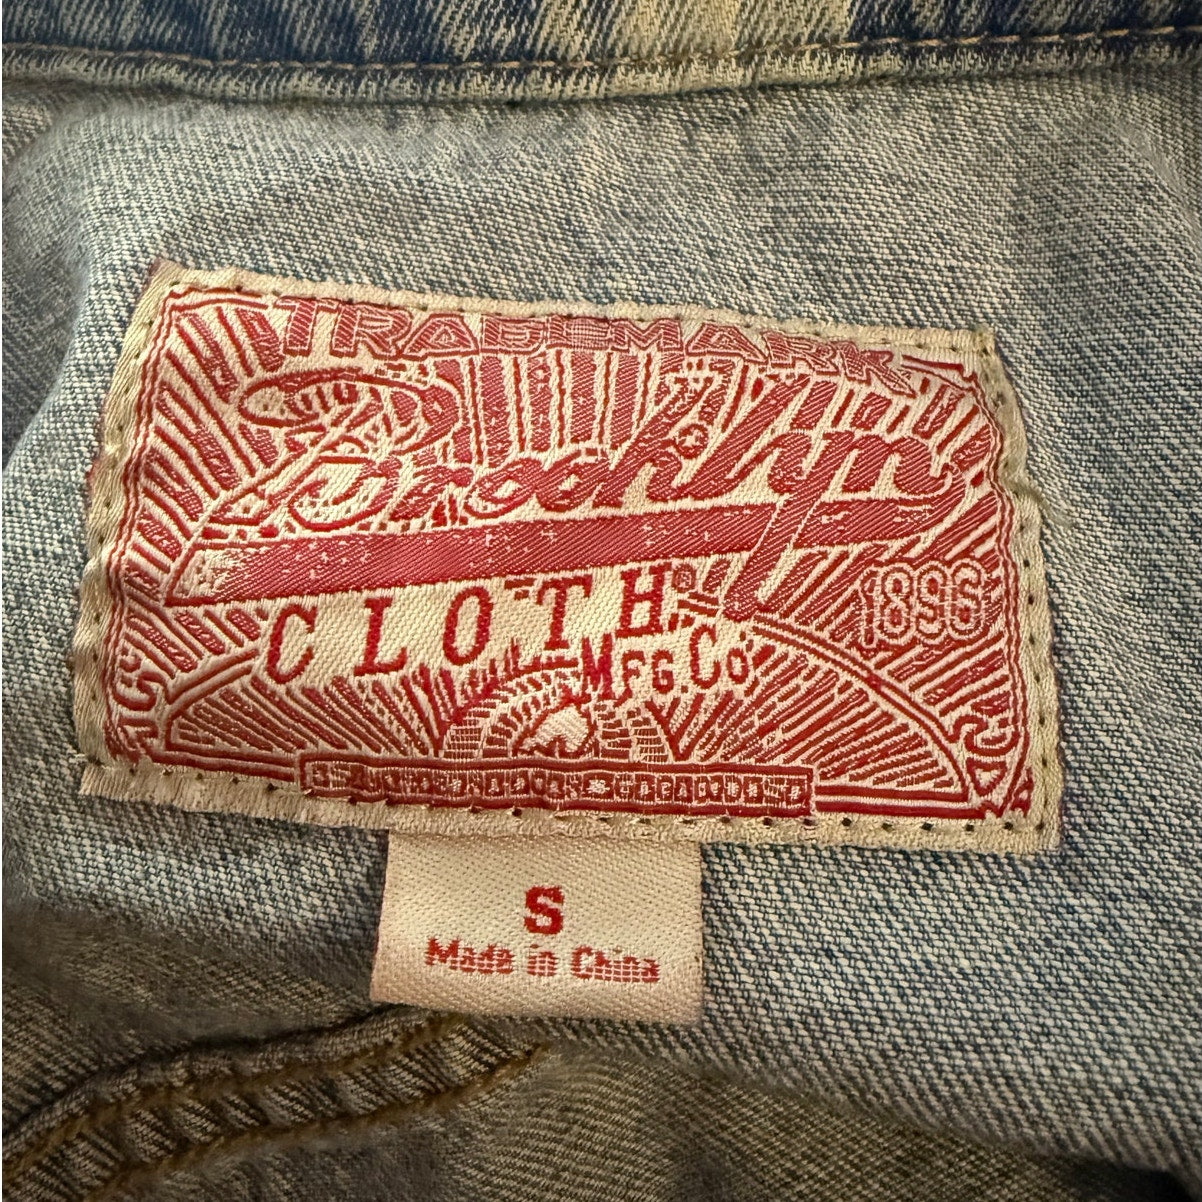 TRADEMARK
Brooklyn
CLOTH®
MFG. Co
1896
S
Made in China